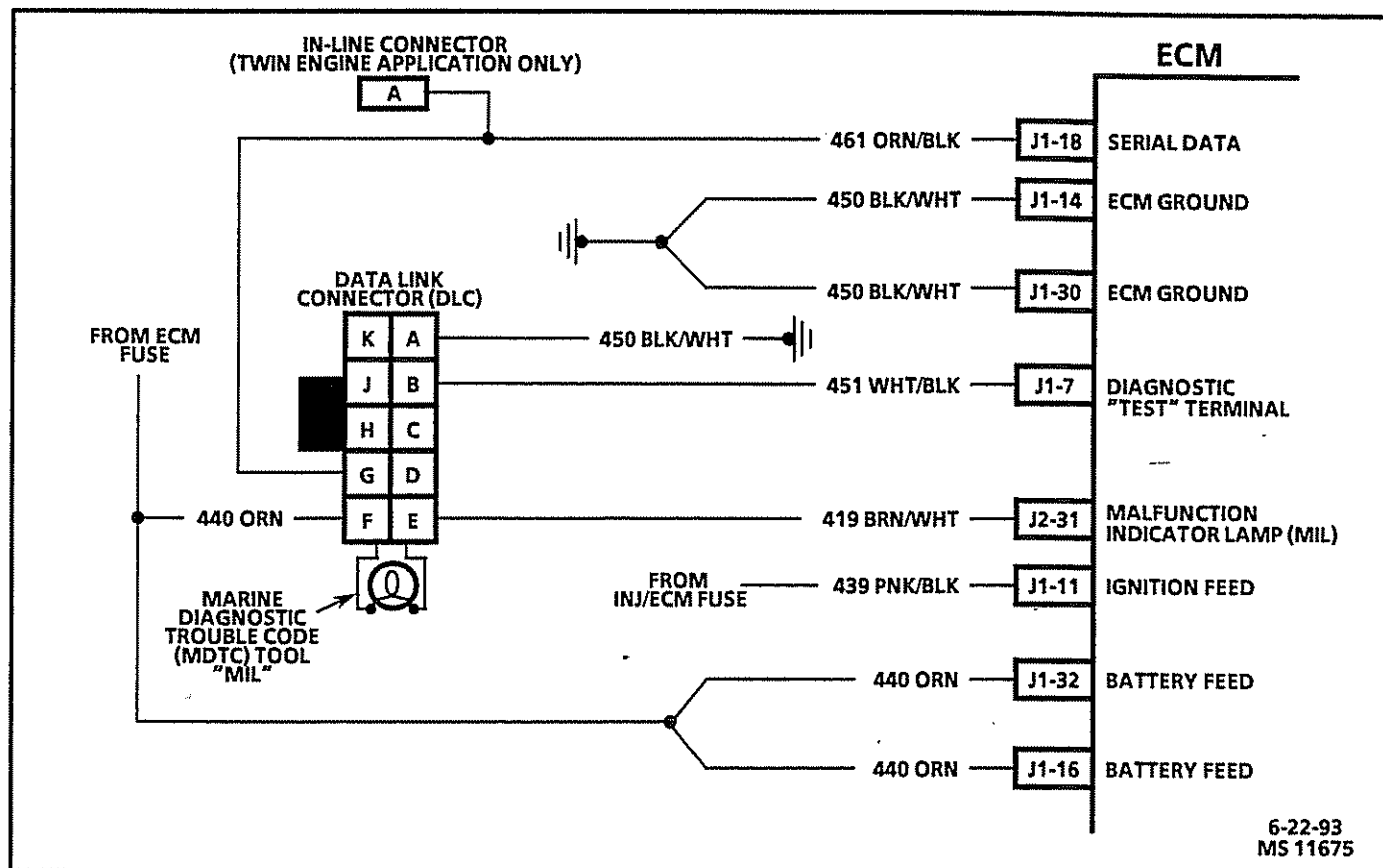 IN-LINE CONNECTOR
(TWIN ENGINE APPLICATION ONLY)
A
ECM
461 ORN/BLK
J1-18
SERIAL DATA
450 BLK/WHT
J1-14
ECM GROUND
450 BLK/WHT
J1-30
ECM GROUND
DATA LINK
CONNECTOR (DLC)
FROM ECM
FUSE
K A
J B
H C
G D
F E
450 BLK/WHT
451 WHT/BLK
J1-7
DIAGNOSTIC
"TEST" TERMINAL
440 ORN
419 BRN/WHT
J2-31
MALFUNCTION
INDICATOR LAMP (MIL)
FROM
INJ/ECM FUSE
439 PNK/BLK
J1-11
IGNITION FEED
MARINE
DIAGNOSTIC
TROUBLE CODE
(MDTC) TOOL
"MIL"
440 ORN
J1-32
BATTERY FEED
440 ORN
J1-16
BATTERY FEED
6-22-93
MS 11675